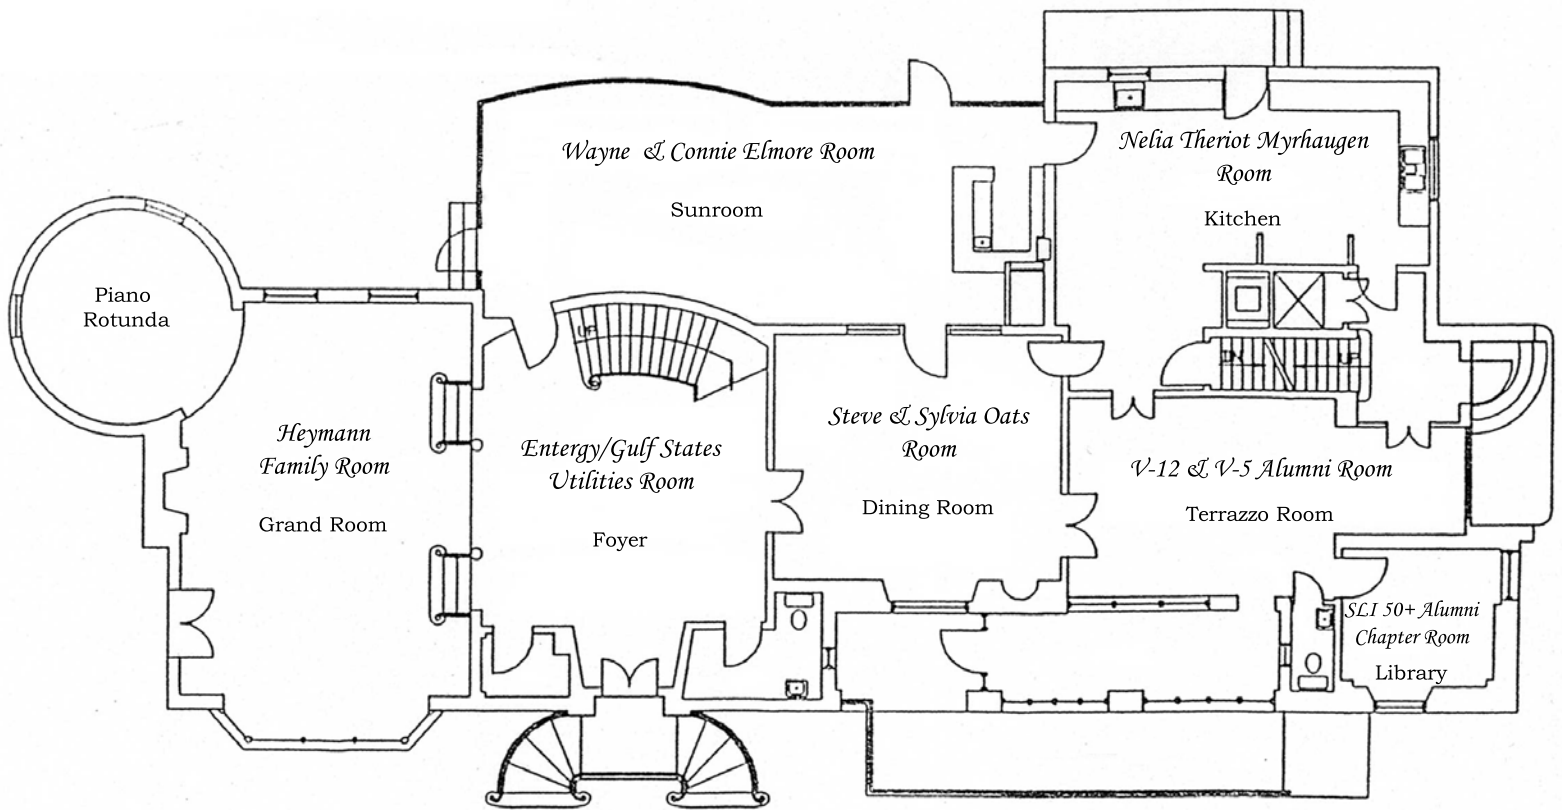 Wayne & Connie Elmore Room
Sunroom
Nelia Theriot Myrhaugen
Room
Kitchen
Piano
Rotunda
UP
Heymann
Family Room
Grand Room
Entergy/Gulf States
Utilities Room
Foyer
Steve & Sylvia Oats
Room
Dining Room
UP
V-12 & V-5 Alumni Room
Terrazzo Room
SLI 50+ Alumni
Chapter Room
Library